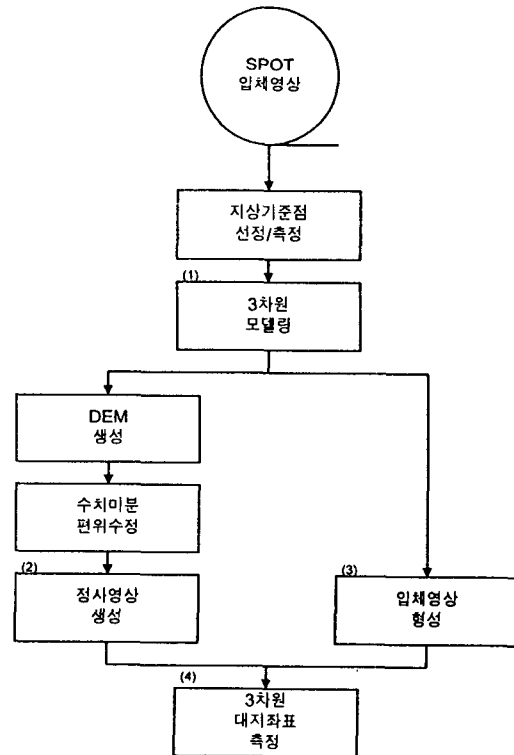 SPOT
입체영상
지상기준점
선정/측정
(1)
3차원
모델링
DEM
생성
수치미분
편위수정
(2)
정사영상
생성
(3)
입체영상
형성
(4)
3차원
대지좌표
측정